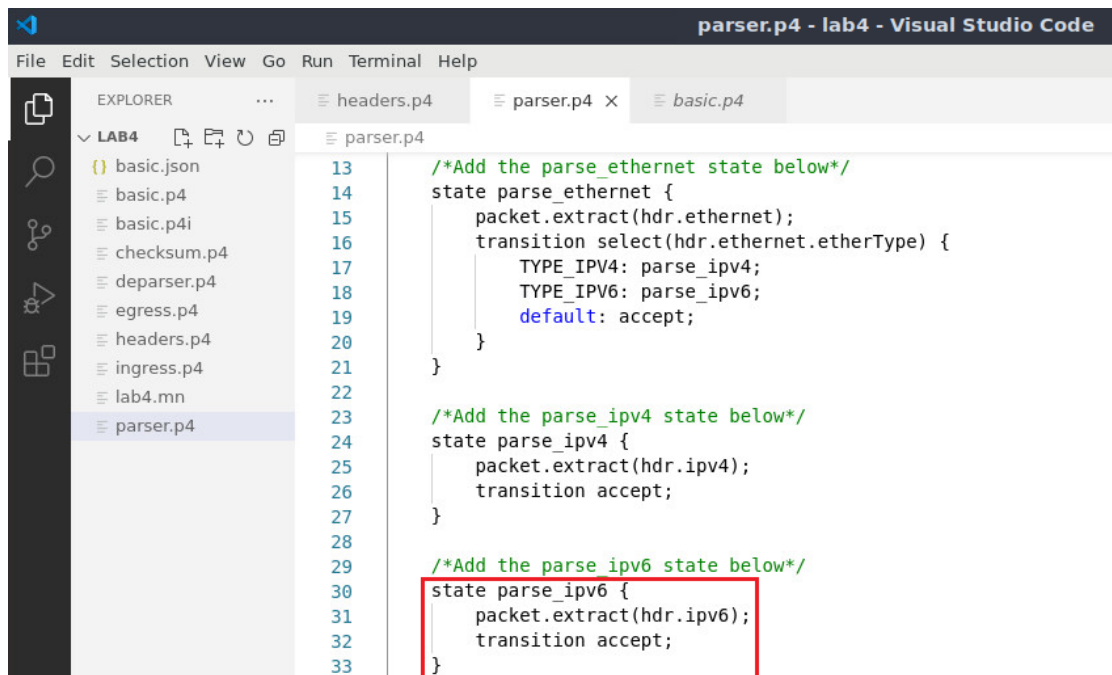 parser.p4 - lab4 - Visual Studio Code
File Edit Selection View Go Run Terminal Help
EXPLORER ...
headers.p4 parser.p4 basic.p4
LAB4
parser.p4
{} basic.json
basic.p4
basic.p4i
checksum.p4
deparser.p4
egress.p4
headers.p4
ingress.p4
lab4.mn
parser.p4
13 /*Add the parse_ethernet state below*/
14 state parse_ethernet {
15 packet.extract(hdr.ethernet);
16 transition select(hdr.ethernet.etherType) {
17 TYPE_IPV4: parse_ipv4;
18 TYPE_IPV6: parse_ipv6;
19 default: accept;
20 }
21 }
22
23 /*Add the parse_ipv4 state below*/
24 state parse_ipv4 {
25 packet.extract(hdr.ipv4);
26 transition accept;
27 }
28
29 /*Add the parse_ipv6 state below*/
30 state parse_ipv6 {
31 packet.extract(hdr.ipv6);
32 transition accept;
33 }